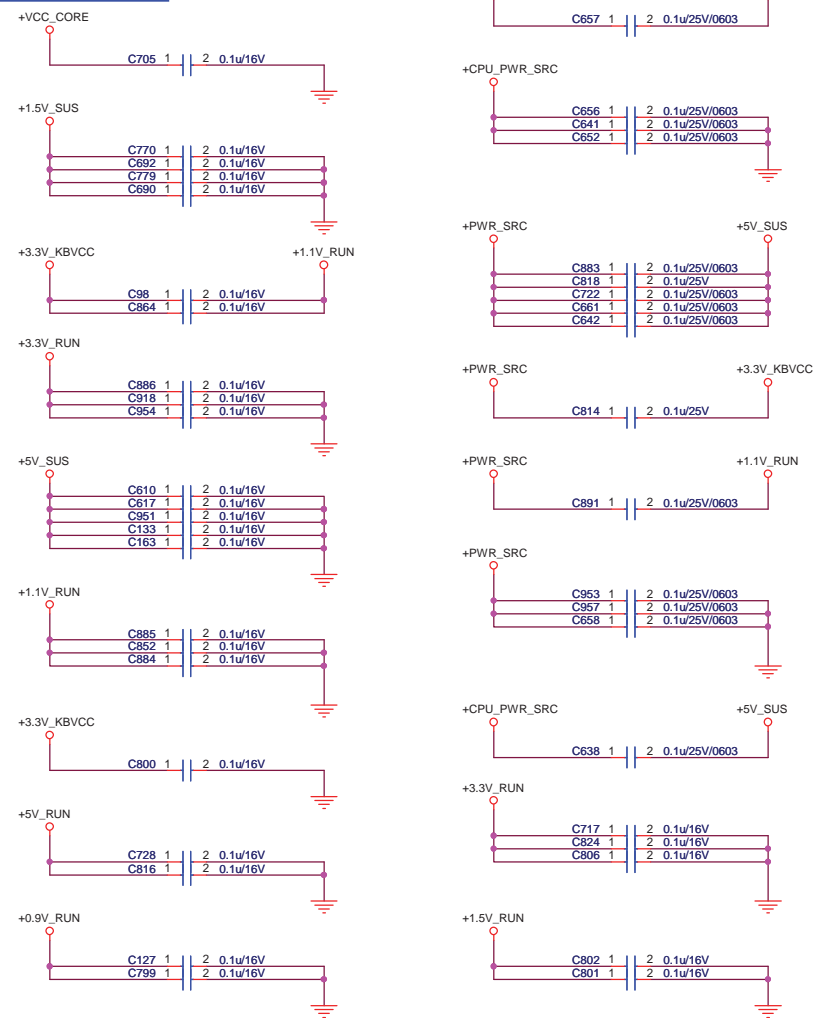 +VCC_CORE
C705 1 2 0.1u/16V
+1.5V_SUS
C770 1 2 0.1u/16V
C692 1 2 0.1u/16V
C779 1 2 0.1u/16V
C690 1 2 0.1u/16V
+3.3V_KBVCC +1.1V_RUN
C98 1 2 0.1u/16V
C864 1 2 0.1u/16V
+3.3V_RUN
C886 1 2 0.1u/16V
C918 1 2 0.1u/16V
C954 1 2 0.1u/16V
+5V_SUS
C610 1 2 0.1u/16V
C617 1 2 0.1u/16V
C951 1 2 0.1u/16V
C133 1 2 0.1u/16V
C163 1 2 0.1u/16V
+1.1V_RUN
C885 1 2 0.1u/16V
C852 1 2 0.1u/16V
C884 1 2 0.1u/16V
+3.3V_KBVCC
C800 1 2 0.1u/16V
+5V_RUN
C728 1 2 0.1u/16V
C816 1 2 0.1u/16V
+0.9V_RUN
C127 1 2 0.1u/16V
C799 1 2 0.1u/16V
C657 1 2 0.1u/25V/0603
+CPU_PWR_SRC
C656 1 2 0.1u/25V/0603
C641 1 2 0.1u/25V/0603
C652 1 2 0.1u/25V/0603
+PWR_SRC +5V_SUS
C883 1 2 0.1u/25V/0603
C818 1 2 0.1u/25V
C722 1 2 0.1u/25V/0603
C661 1 2 0.1u/25V/0603
C642 1 2 0.1u/25V/0603
+PWR_SRC +3.3V_KBVCC
C814 1 2 0.1u/25V
+PWR_SRC +1.1V_RUN
C891 1 2 0.1u/25V/0603
+PWR_SRC
C953 1 2 0.1u/25V/0603
C957 1 2 0.1u/25V/0603
C658 1 2 0.1u/25V/0603
+CPU_PWR_SRC +5V_SUS
C638 1 2 0.1u/25V/0603
+3.3V_RUN
C717 1 2 0.1u/16V
C824 1 2 0.1u/16V
C806 1 2 0.1u/16V
+1.5V_RUN
C802 1 2 0.1u/16V
C801 1 2 0.1u/16V